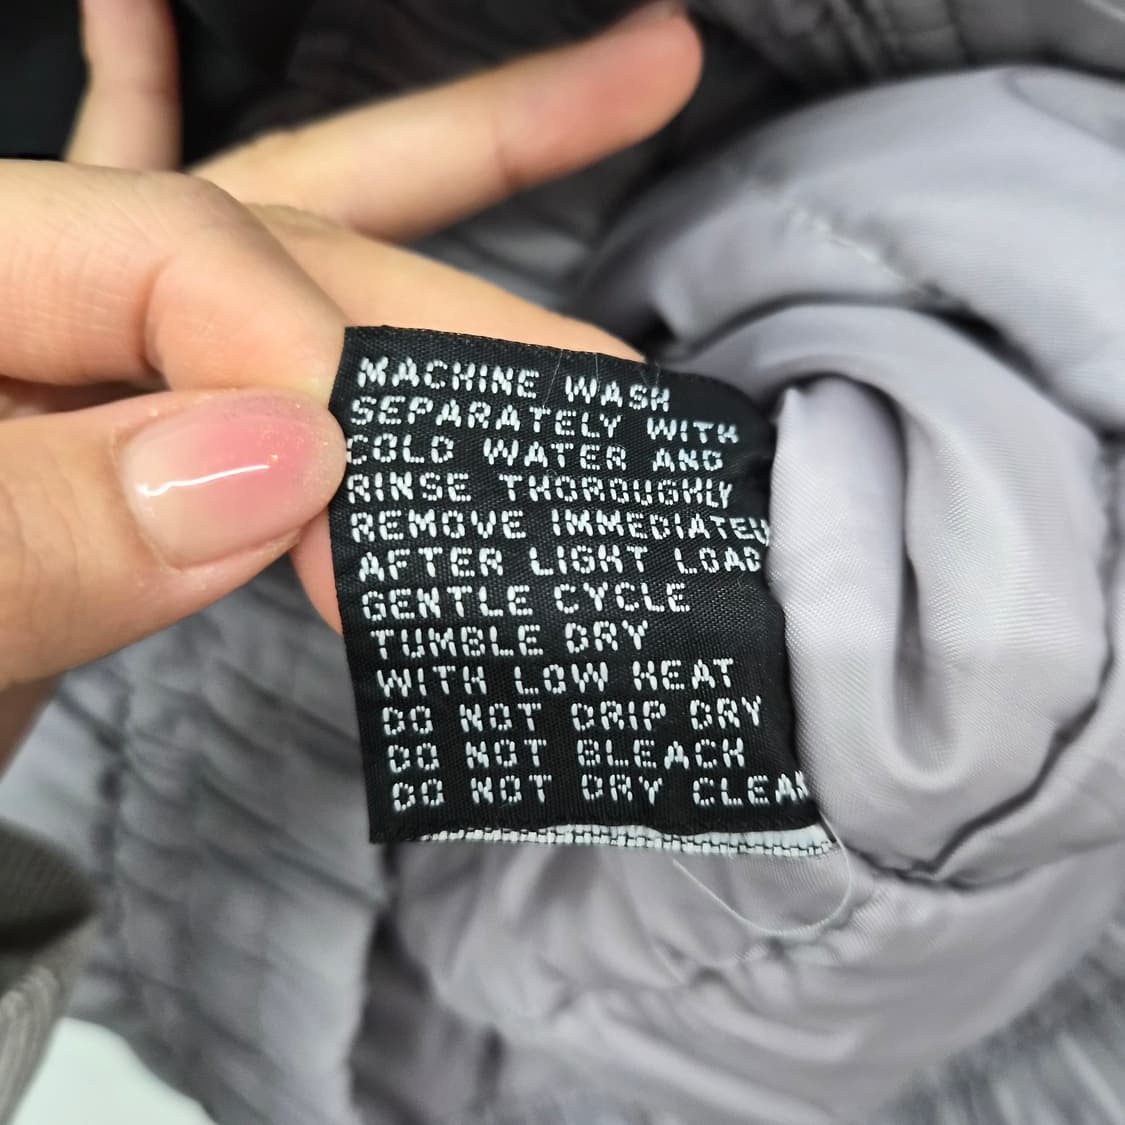 MACHINE WASH
SEPARATELY WITH
COLD WATER AND
RINSE THOROUGHLY
REMOVE IMMEDIATELY
AFTER LIGHT LOAD
GENTLE CYCLE
TUMBLE DRY
WITH LOW HEAT
DO NOT DRIP DRY
DO NOT BLEACH
DO NOT DRY CLEAN